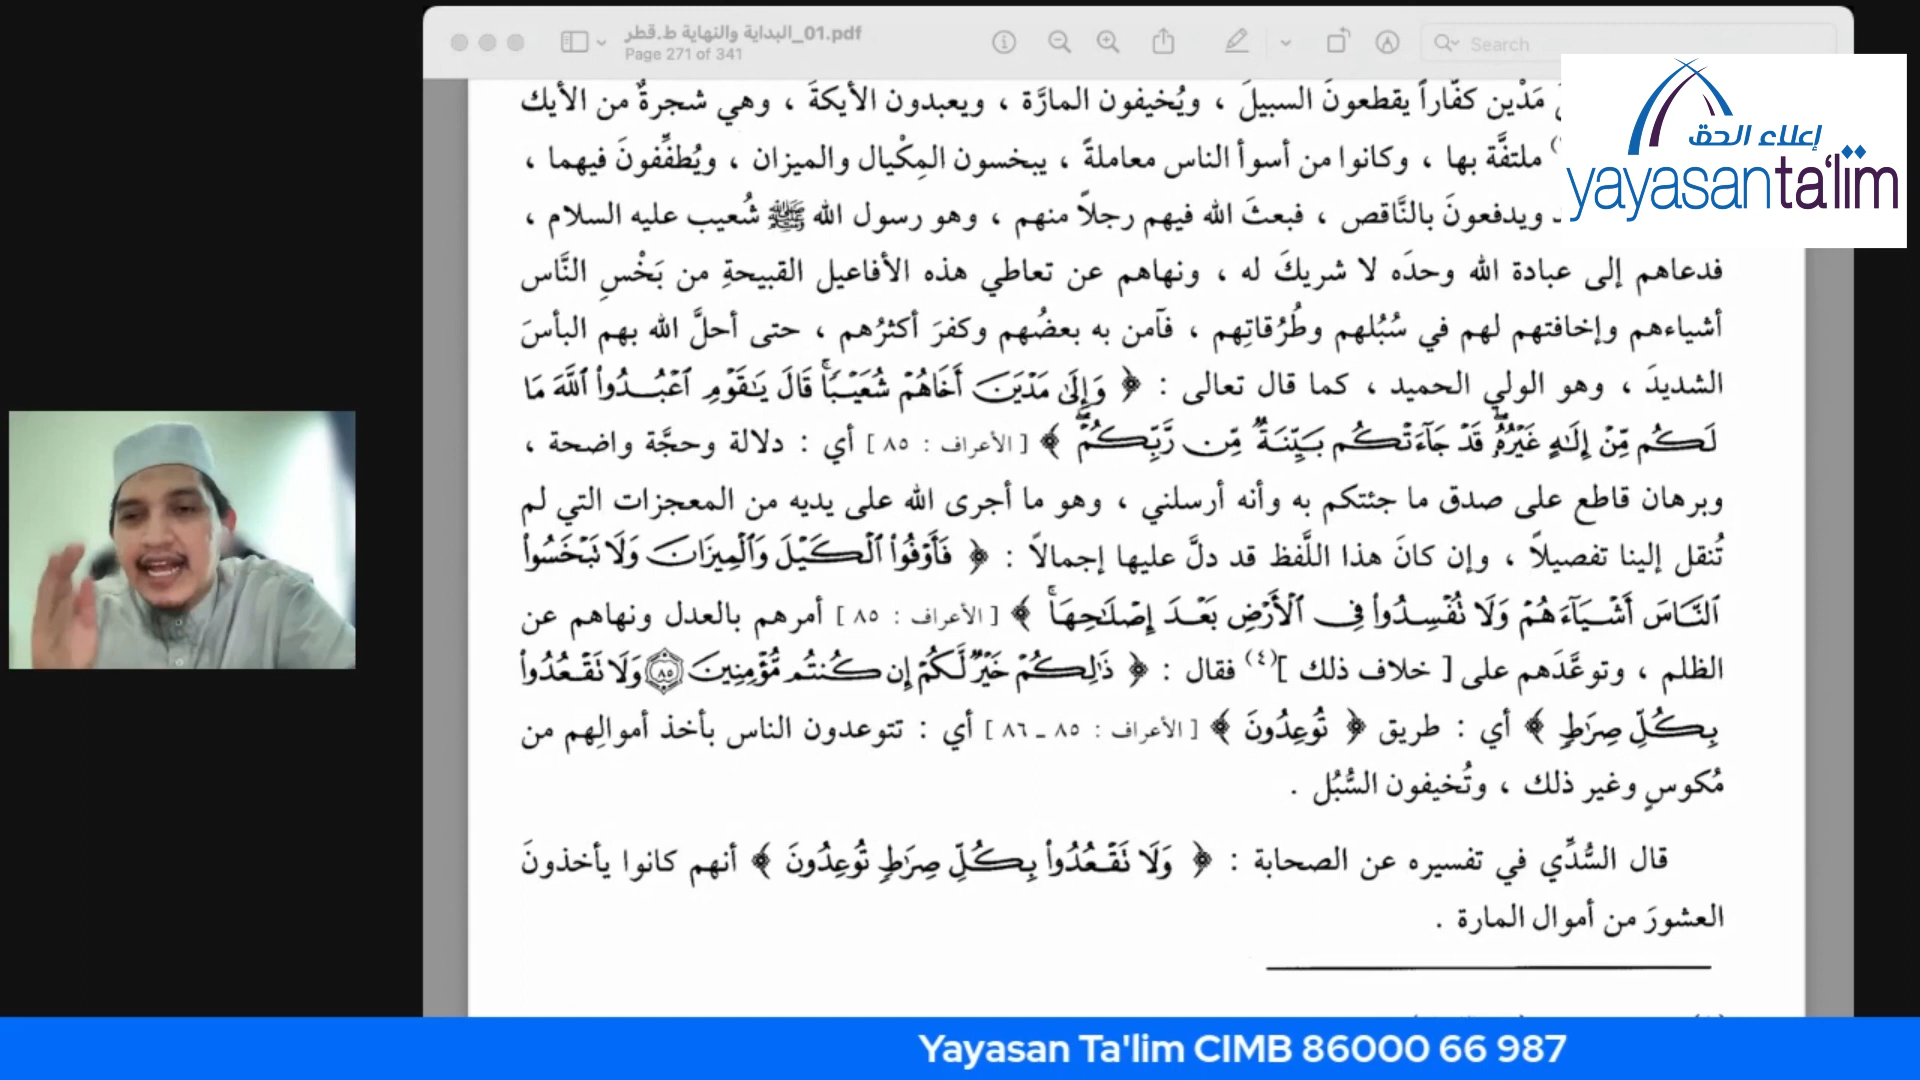 البداية والنهاية ط.قطر_01.pdf
Page 271 of 341
Search
إعلاء الحق
yayasan ta'lim
مَدْين كفّاراً يقطعونَ السبيلَ ، ويُخيفون المارَّة ، ويعبدون الأيكةَ ، وهي شجرةٌ من الأيك
ملتفَّة بها ، وكانوا من أسوأ الناس معاملةً ، يبخسون المِكْيال والميزان ، ويُطفِّفونَ فيهما ،
ويدفعونَ بالنَّاقص ، فبعثَ الله فيهم رجلاً منهم ، وهو رسول الله ﷺ شُعيب عليه السلام ،
فدعاهم إلى عبادة الله وحدَه لا شريكَ له ، ونهاهم عن تعاطي هذه الأفاعيل القبيحةِ من بَخْسِ النَّاس
أشياءهم وإخافتهم لهم في سُبُلهم وطُرُقاتِهم ، فآمن به بعضُهم وكفرَ أكثرُهم ، حتى أحلَّ الله بهم البأسَ
الشديدَ ، وهو الولي الحميد ، كما قال تعالى : ﴿ وَإِلَىٰ مَدْيَنَ أَخَاهُمْ شُعَيْبًاۚ قَالَ يَٰقَوْمِ ٱعْبُدُواْ ٱللَّهَ مَا
لَكُم مِّنْ إِلَٰهٍ غَيْرُهُۥۖ قَدْ جَآءَتْكُم بَيِّنَةٌ مِّن رَّبِّكُمْۖ ﴾ [ الأعراف : ٨٥ ] أي : دلالة وحجَّة واضحة ،
وبرهان قاطع على صدق ما جئتكم به وأنه أرسلني ، وهو ما أجرى الله على يديه من المعجزات التي لم
تُنقل إلينا تفصيلاً ، وإن كانَ هذا اللَّفظ قد دلَّ عليها إجمالاً : ﴿ فَأَوْفُواْ ٱلْكَيْلَ وَٱلْمِيزَانَ وَلَا تَبْخَسُواْ
ٱلنَّاسَ أَشْيَآءَهُمْ وَلَا تُفْسِدُواْ فِى ٱلْأَرْضِ بَعْدَ إِصْلَٰحِهَاۚ ﴾ [ الأعراف : ٨٥ ] أمرهم بالعدل ونهاهم عن
الظلم ، وتوعَّدَهم على [ خلاف ذلك ](٤) فقال : ﴿ ذَٰلِكُمْ خَيْرٌ لَّكُمْ إِن كُنتُم مُّؤْمِنِينَ ٨٥ وَلَا تَقْعُدُواْ
بِكُلِّ صِرَٰطٍ ﴾ أي : طريق ﴿ تُوعِدُونَ ﴾ [ الأعراف : ٨٥ ـ ٨٦ ] أي : تتوعدون الناس بأخذ أموالِهم من
مُكوسٍ وغير ذلك ، وتُخيفون السُّبُل .
قال السُّدِّي في تفسيره عن الصحابة : ﴿ وَلَا تَقْعُدُواْ بِكُلِّ صِرَٰطٍ تُوعِدُونَ ﴾ أنهم كانوا يأخذونَ
العشورَ من أموال المارة .
Yayasan Ta'lim CIMB 86000 66 987